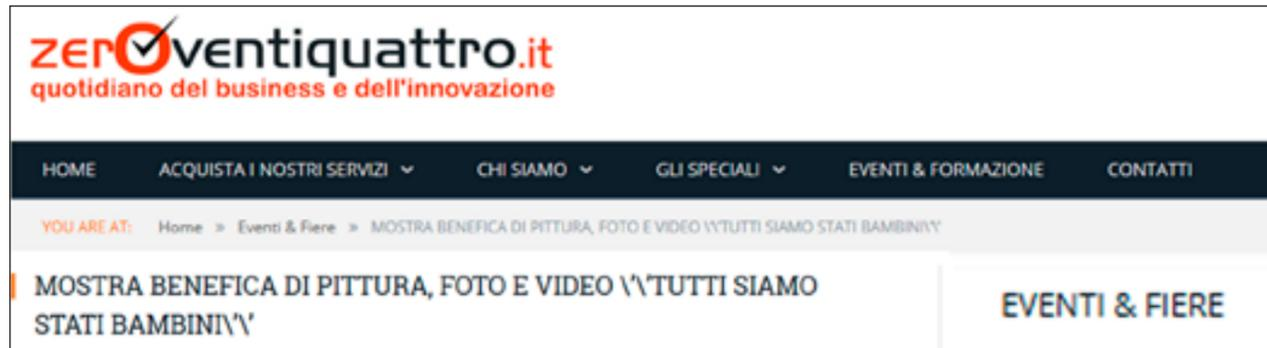 zerOventiquattro.it
quotidiano del business e dell'innovazione
HOME ACQUISTA I NOSTRI SERVIZI CHI SIAMO GLI SPECIALI EVENTI & FORMAZIONE CONTATTI
YOU ARE AT: Home » Eventi & Fiere » MOSTRA BENEFICA DI PITTURA, FOTO E VIDEO \'\'TUTTI SIAMO STATI BAMBINI\'\'
MOSTRA BENEFICA DI PITTURA, FOTO E VIDEO \'\'TUTTI SIAMO
STATI BAMBINI\'\'
EVENTI & FIERE